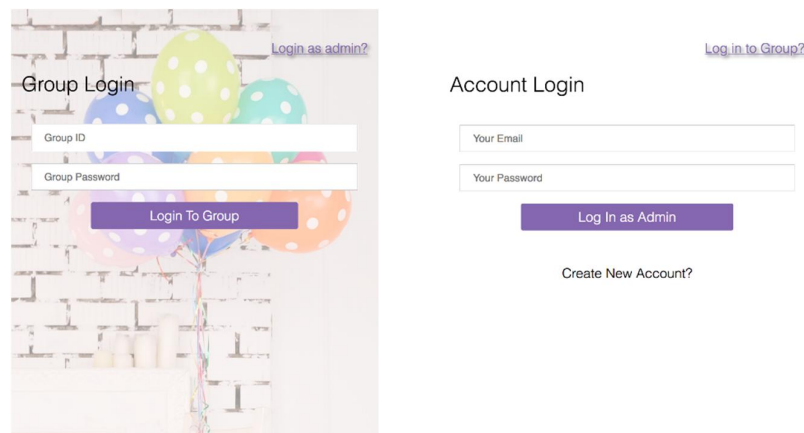 Login as admin?
Group Login
Group ID
Group Password
Login To Group
Log in to Group?
Account Login
Your Email
Your Password
Log In as Admin
Create New Account?